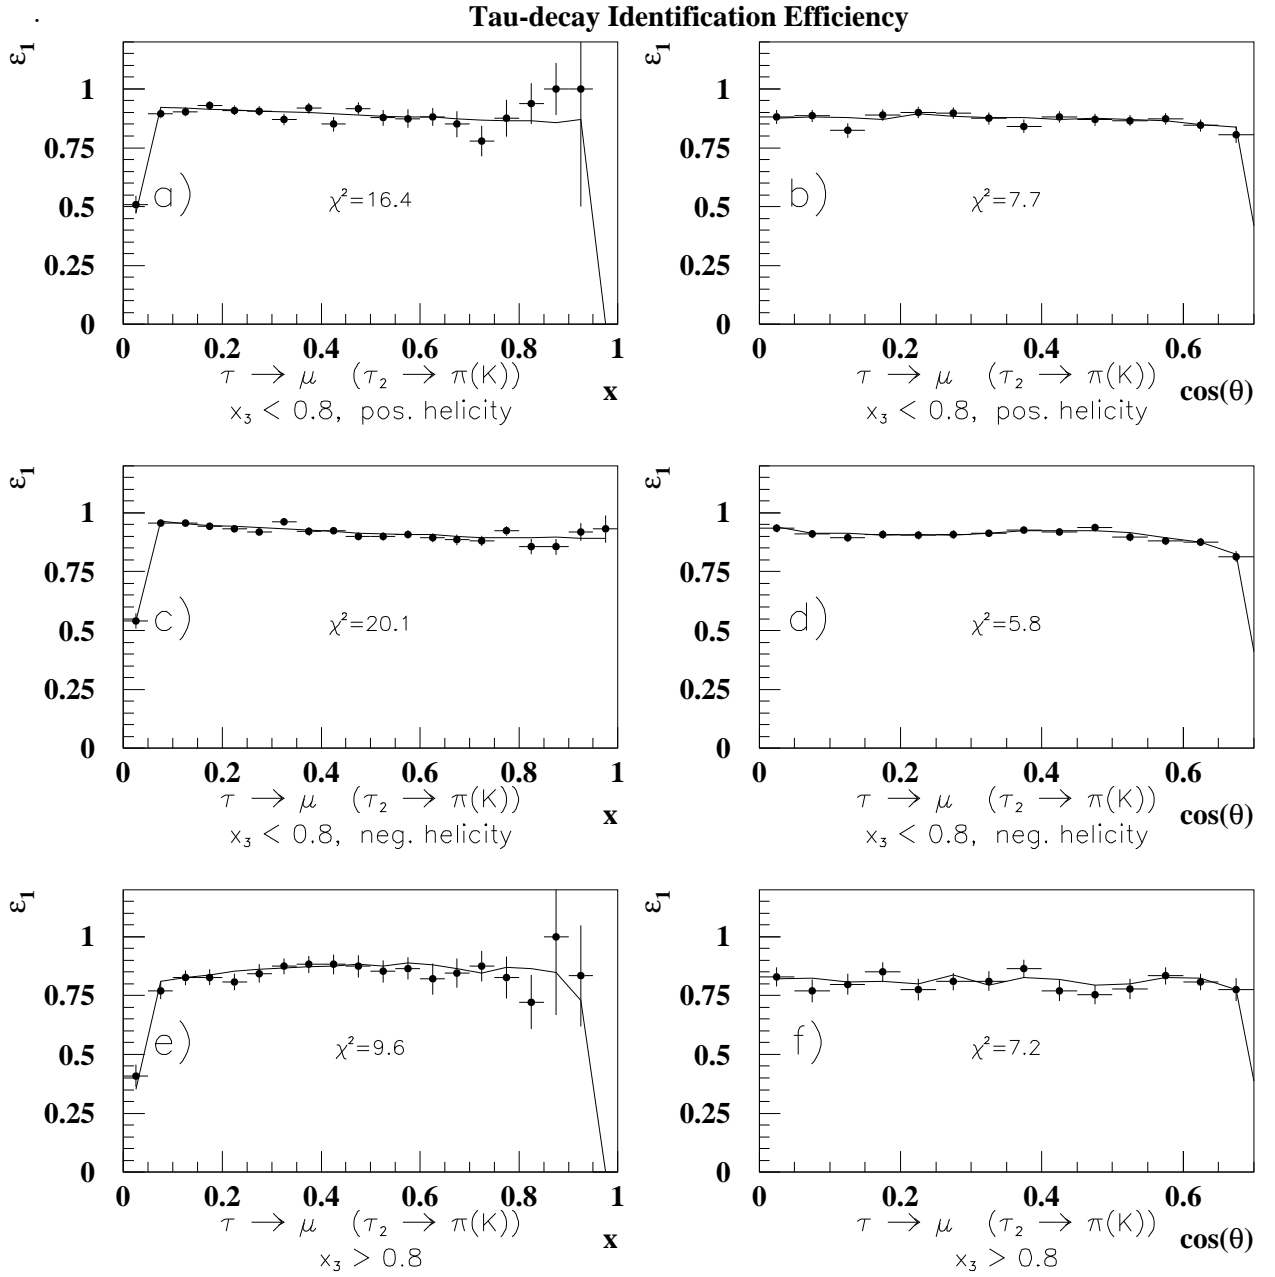 Tau-decay Identification Efficiency
ε₁
1
0.75
0.5
0.25
0
a)
χ²=16.4
0 0.2 0.4 0.6 0.8 1
τ → μ (τ₂ → π(K))
x
x₃ < 0.8, pos. helicity
ε₁
1
0.75
0.5
0.25
0
b)
χ²=7.7
0 0.2 0.4 0.6
τ → μ (τ₂ → π(K))
cos(θ)
x₃ < 0.8, pos. helicity
ε₁
1
0.75
0.5
0.25
0
c)
χ²=20.1
0 0.2 0.4 0.6 0.8 1
τ → μ (τ₂ → π(K))
x
x₃ < 0.8, neg. helicity
ε₁
1
0.75
0.5
0.25
0
d)
χ²=5.8
0 0.2 0.4 0.6
τ → μ (τ₂ → π(K))
cos(θ)
x₃ < 0.8, neg. helicity
ε₁
1
0.75
0.5
0.25
0
e)
χ²=9.6
0 0.2 0.4 0.6 0.8 1
τ → μ (τ₂ → π(K))
x
x₃ > 0.8
ε₁
1
0.75
0.5
0.25
0
f)
χ²=7.2
0 0.2 0.4 0.6
τ → μ (τ₂ → π(K))
cos(θ)
x₃ > 0.8